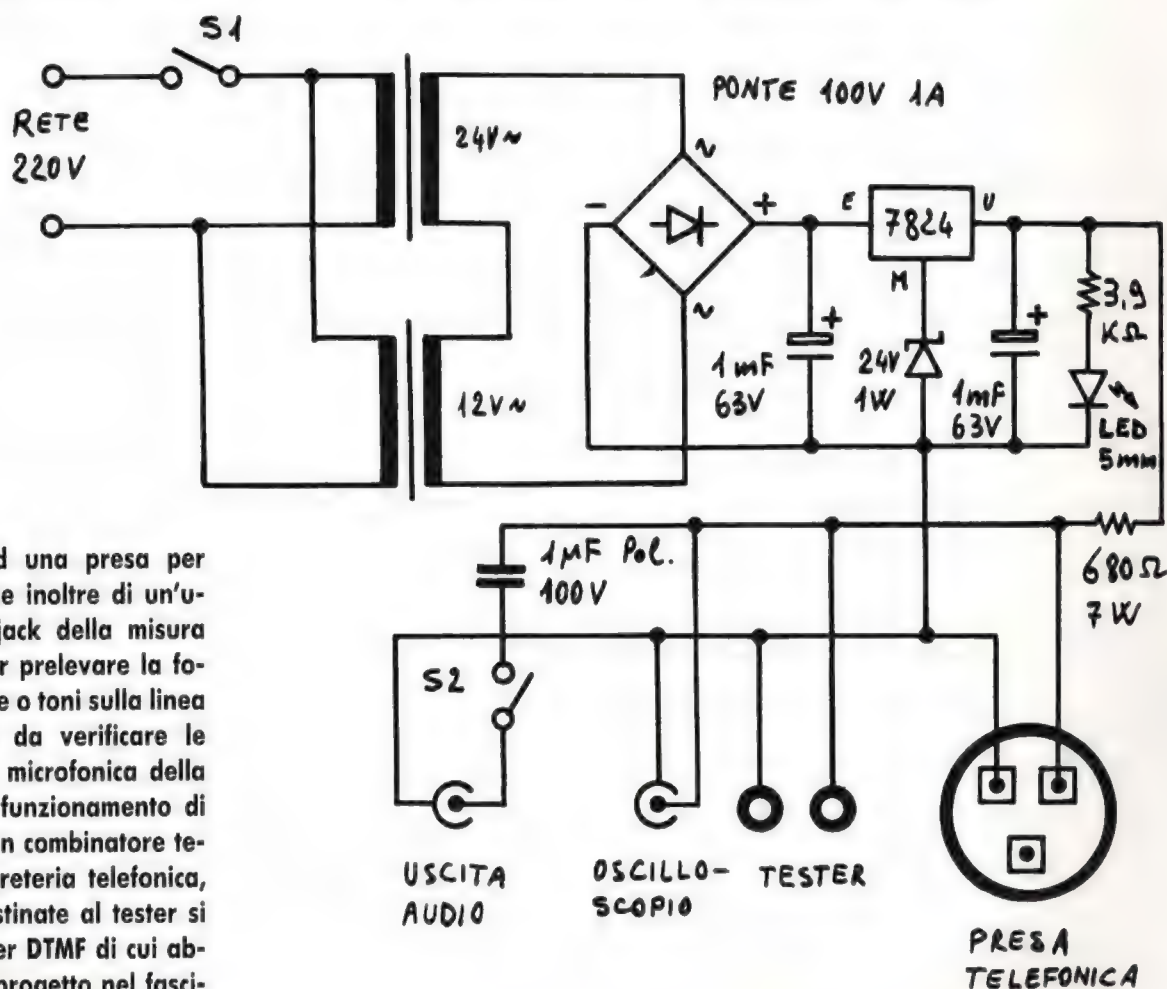 S1
RETE
220V
24V~
12V~
PONTE 100V 1A
~
-
+
~
E
7824
U
M
+
1mF
63V
24V
1W
+
1mF
63V
3,9
KΩ
LED
5mm
680Ω
7W
1µF Pol.
100V
S2
USCITA
AUDIO
OSCILLO-
SCOPIO
TESTER
PRESA
TELEFONICA
d una presa per
e inoltre di un'u-
jack della misura
r prelevare la fo-
e o toni sulla linea
da verificare le
microfonica della
funzionamento di
n combinatore te-
reteria telefonica,
stinate al tester si
er DTMF di cui ab-
progetto nel fasci-